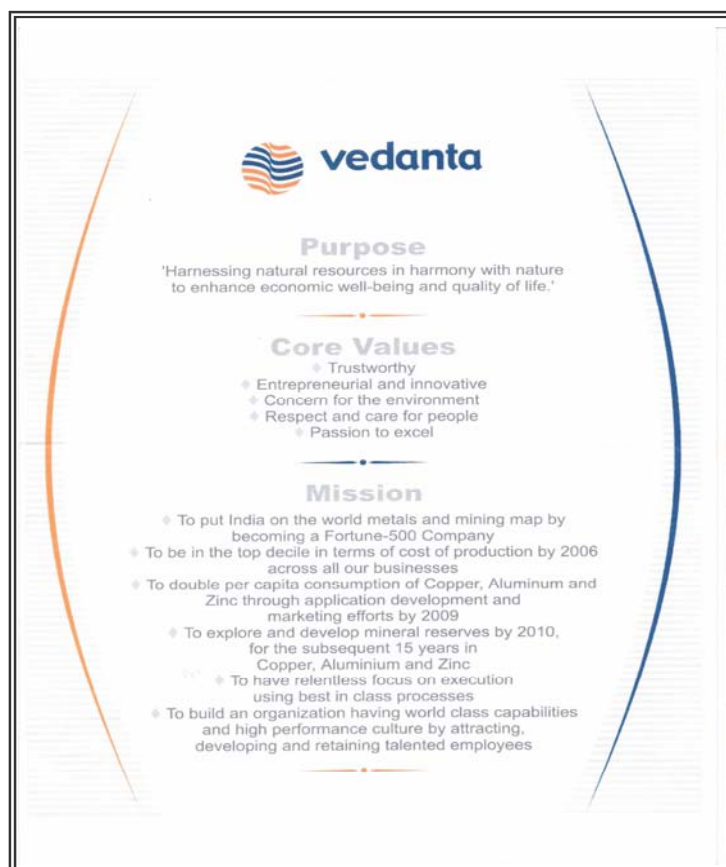 vedanta
Purpose
'Harnessing natural resources in harmony with nature
to enhance economic well-being and quality of life.'
Core Values
Trustworthy
Entrepreneurial and innovative
Concern for the environment
Respect and care for people
Passion to excel
Mission
To put India on the world metals and mining map by
becoming a Fortune-500 Company
To be in the top decile in terms of cost of production by 2006
across all our businesses
To double per capita consumption of Copper, Aluminum and
Zinc through application development and
marketing efforts by 2009
To explore and develop mineral reserves by 2010,
for the subsequent 15 years in
Copper, Aluminium and Zinc
To have relentless focus on execution
using best in class processes
To build an organization having world class capabilities
and high performance culture by attracting,
developing and retaining talented employees